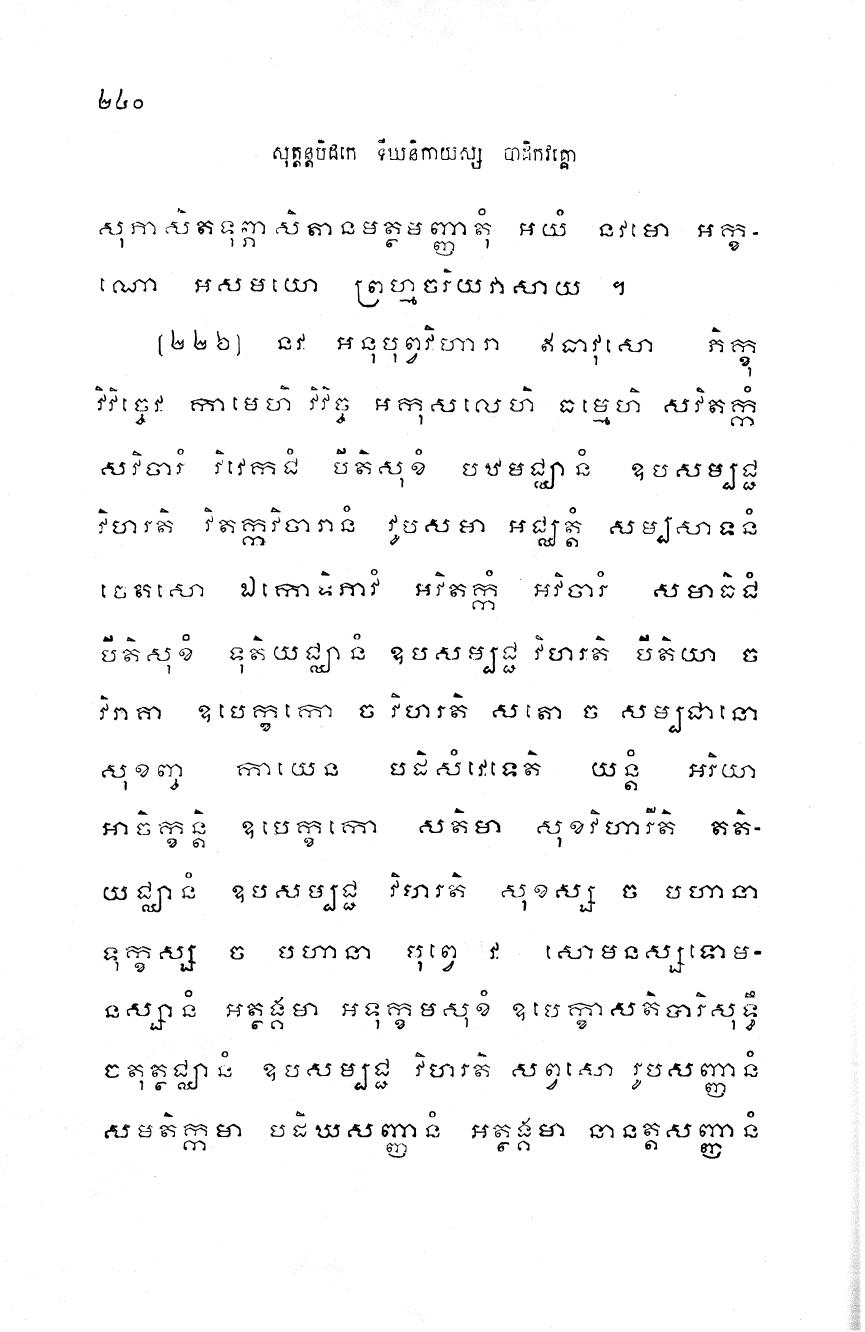 ២៤០
សុត្តន្តបិដកេ ទីឃនិកាយស្ស បាដិកវគ្គោ
សុភាសិតទុព្ភាសិតានមត្ថមញ្ញាតុំ អយំ នវមោ អក្ខ-
ណោ អសមយោ ព្រហ្មចរិយវាសាយ ។
(២២៦) នវ អនុបុព្វវិហារា ឥធាវុសោ ភិក្ខុ
វិវិច្ចេវ កាមេហិ វិវិច្ច អកុសលេហិ ធម្មេហិ សវិតក្កំ
សវិចារំ វិវេកជំ បីតិសុខំ បឋមជ្ឈានំ ឧបសម្បជ្ជ
វិហរតិ វិតក្កវិចារានំ វូបសមា អជ្ឈត្តំ សម្បសាទនំ
ចេតសោ ឯកោទិភាវំ អវិតក្កំ អវិចារំ សមាធិជំ
បីតិសុខំ ទុតិយជ្ឈានំ ឧបសម្បជ្ជ វិហរតិ បីតិយា ច
វិរាគា ឧបេក្ខកោ ច វិហរតិ សតោ ច សម្បជានោ
សុខញ្ច កាយេន បដិសំវេទេតិ យន្តំ អរិយា
អាចិក្ខន្តិ ឧបេក្ខកោ សតិមា សុខវិហារីតិ តតិ-
យជ្ឈានំ ឧបសម្បជ្ជ វិហរតិ សុខស្ស ច បហានា
ទុក្ខស្ស ច បហានា បុព្វេ វ សោមនស្សទោម-
នស្សានំ អត្ថង្គមា អទុក្ខមសុខំ ឧបេក្ខាសតិបារិសុទ្ធឹ
ចតុត្ថជ្ឈានំ ឧបសម្បជ្ជ វិហរតិ សព្វសោ រូបសញ្ញានំ
សមតិក្កមា បដិឃសញ្ញានំ អត្ថង្គមា នានត្តសញ្ញានំ